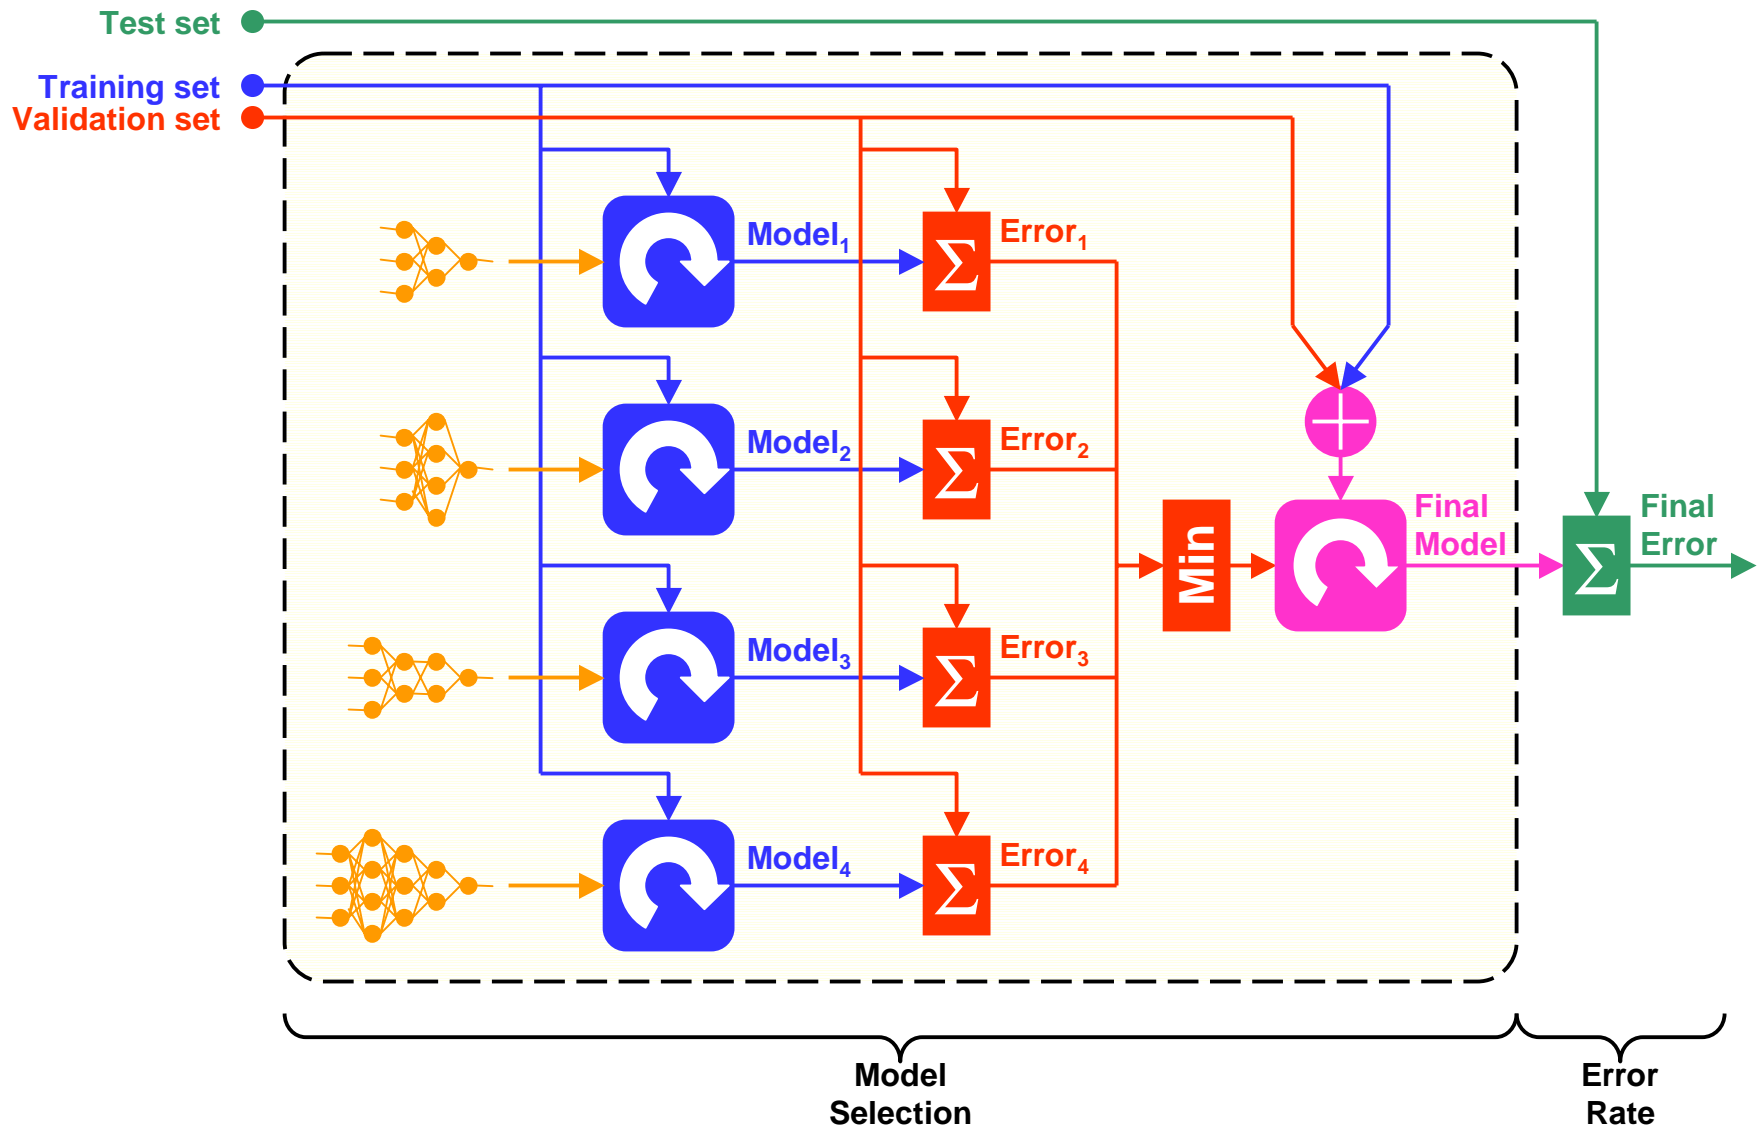 Test set
Training set
Validation set
Model1
Σ
Error1
Model2
Σ
Error2
Min
Final
Model
Σ
Final
Error
Model3
Σ
Error3
Model4
Σ
Error4
Model
Selection
Error
Rate